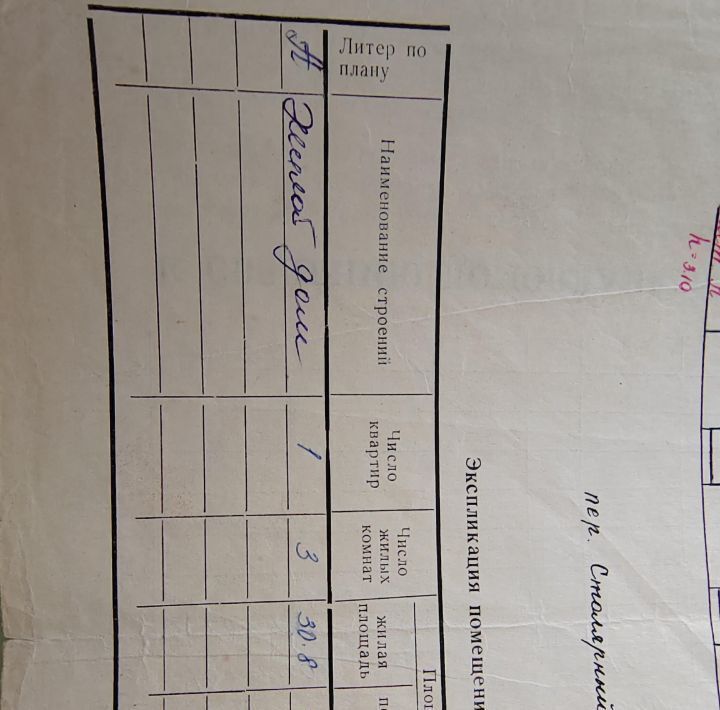 h=3.10
пер. Столярный
Экспликация помещени
Литер по
плану
Наименование строений
Число
квартир
Число
жилых
комнат
Площ
жилая
площадь
А
Жилой дом
1
3
30.8